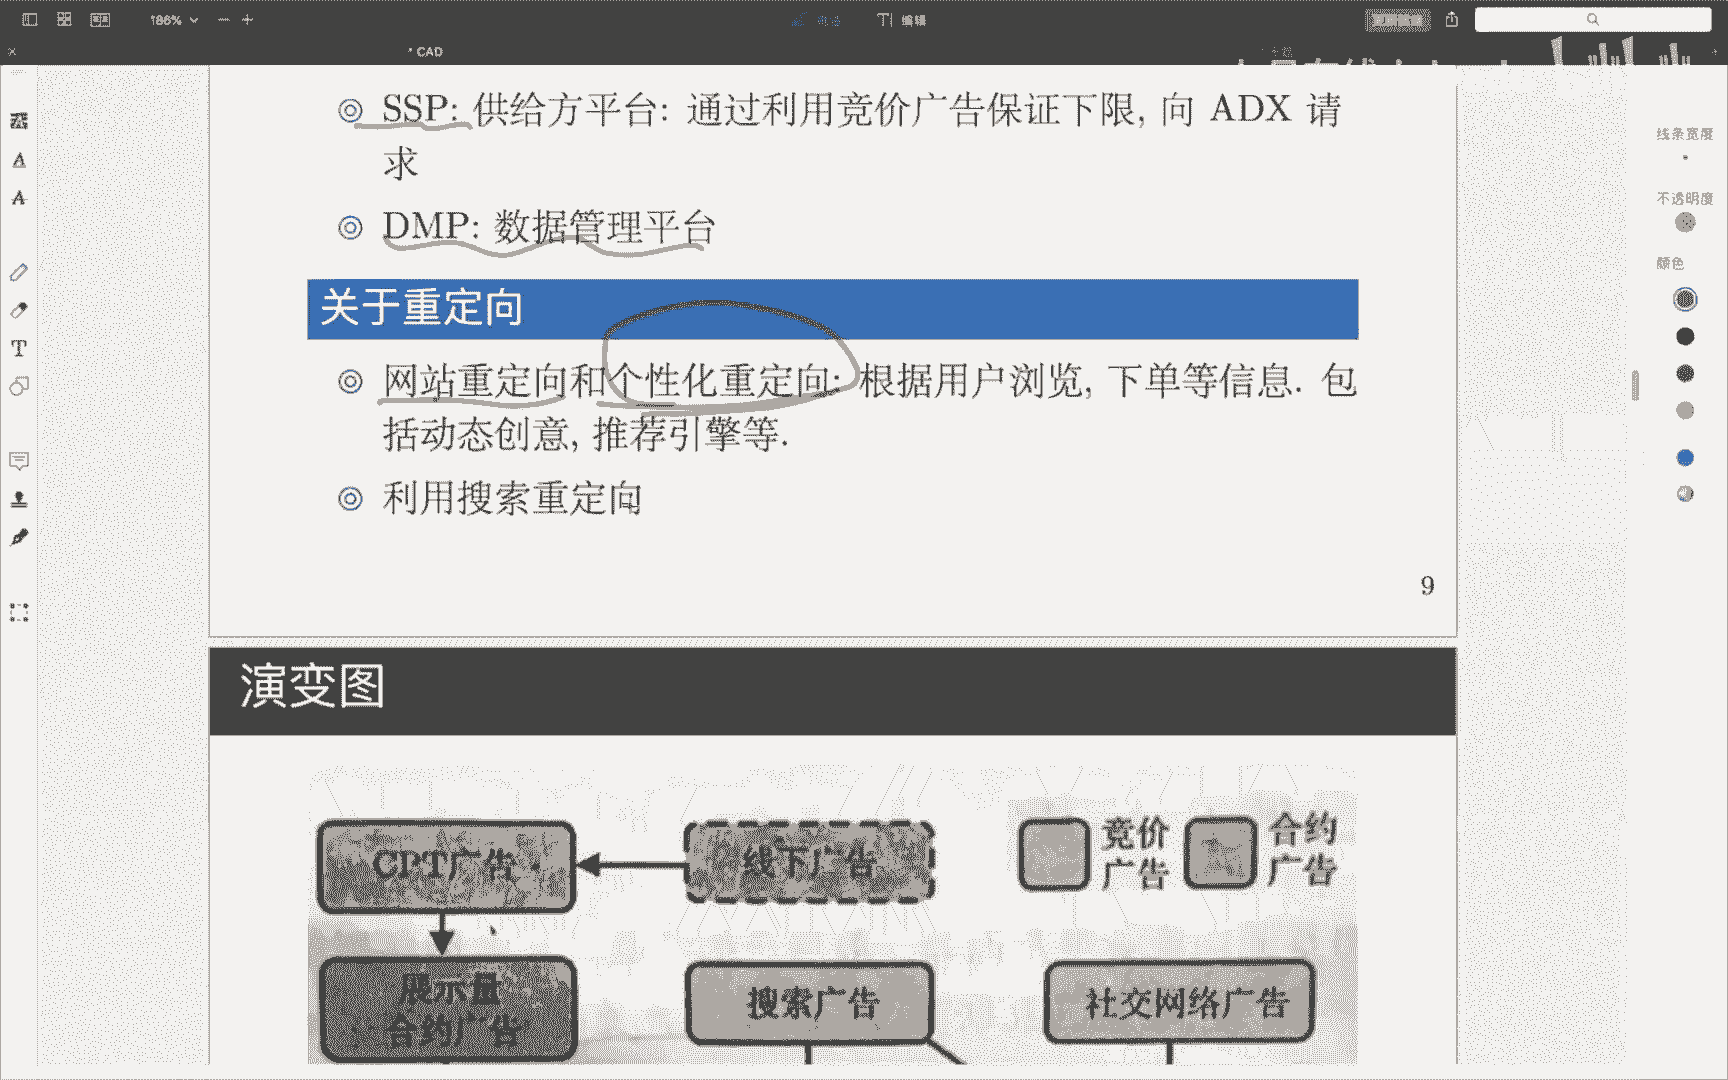 186%
编辑
CAD
SSP: 供给方平台: 通过利用竞价广告保证下限, 向 ADX 请
求
DMP: 数据管理平台
关于重定向
网站重定向和个性化重定向: 根据用户浏览, 下单等信息. 包
括动态创意, 推荐引擎等.
利用搜索重定向
9
演变图
CPT广告
线下广告
竞价
广告
合约
广告
展示量
合约广告
搜索广告
社交网络广告
线条宽度
不透明度
颜色